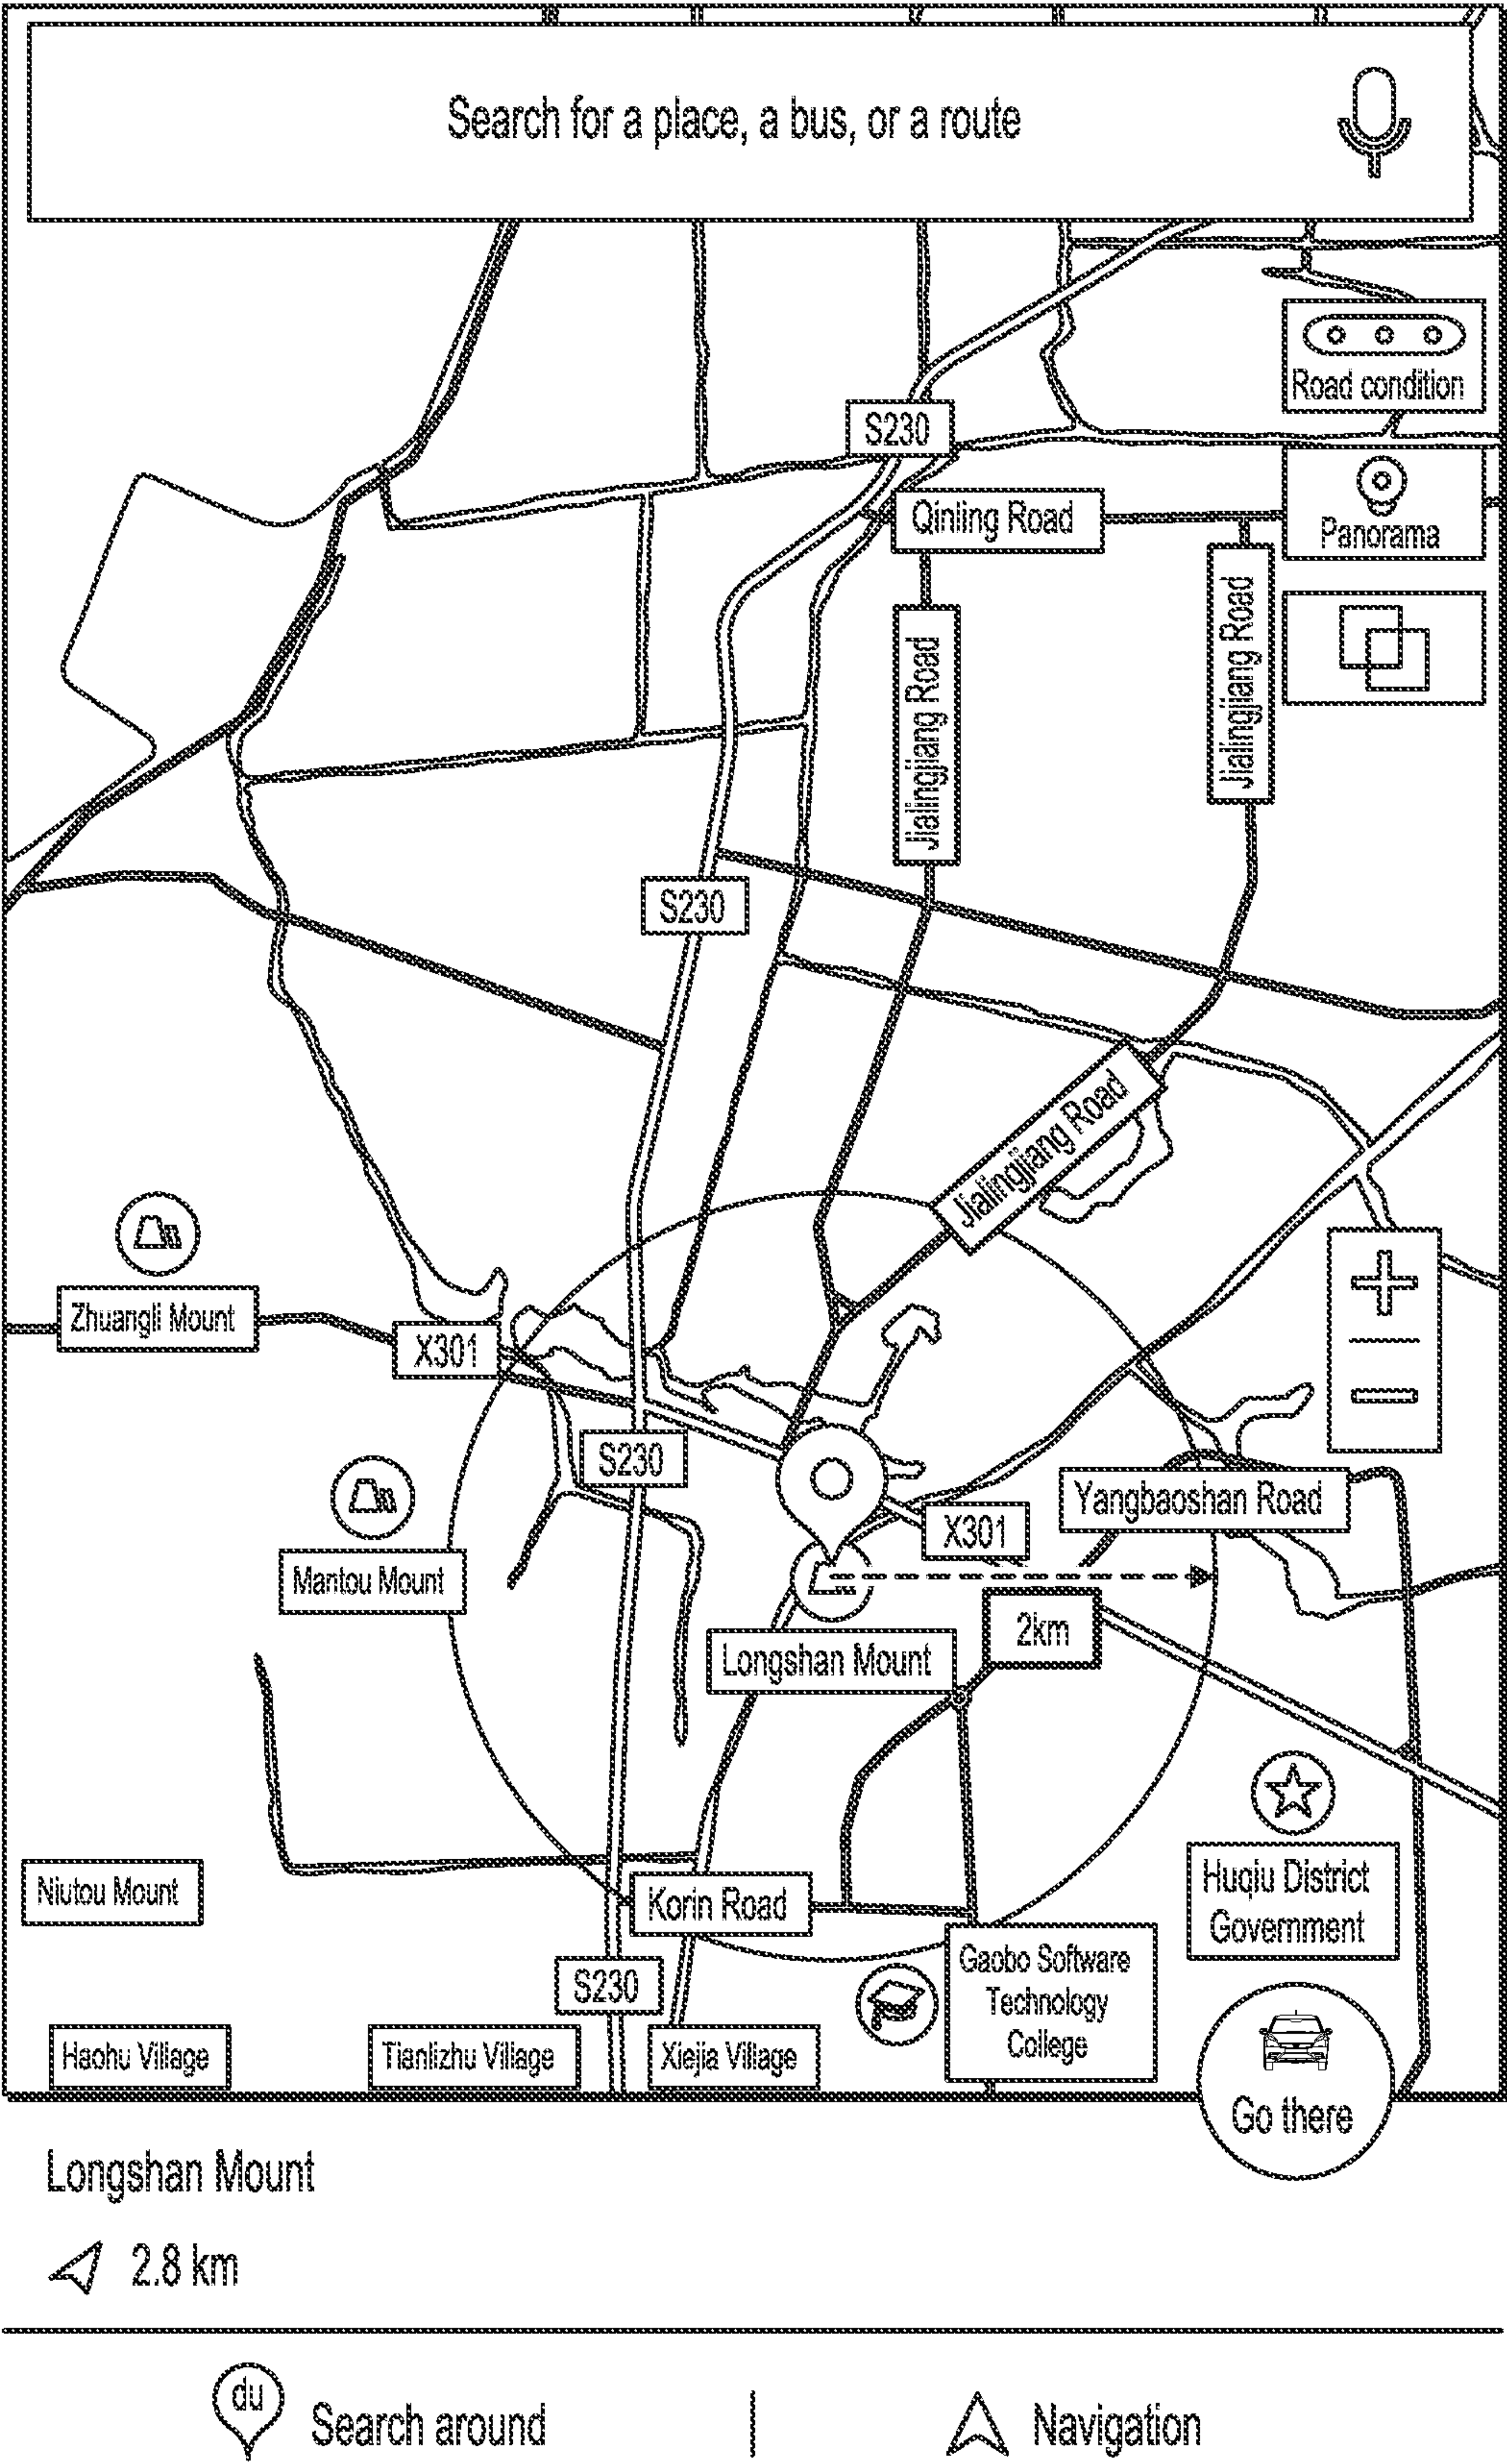 Search for a place, a bus, or a route
Road condition
S230
Qinling Road
Panorama
Jialingjiang Road
Jialingjiang Road
S230
Jialingjiang Road
Zhuangli Mount
X301
S230
Yangbaoshan Road
X301
Mantou Mount
2km
Longshan Mount
Niutou Mount
Korin Road
Huqiu District
Government
S230
Gaobo Software
Technology
College
Haohu Village
Tianlizhu Village
Xiejia Village
Go there
Longshan Mount
2.8 km
du
Search around
Navigation